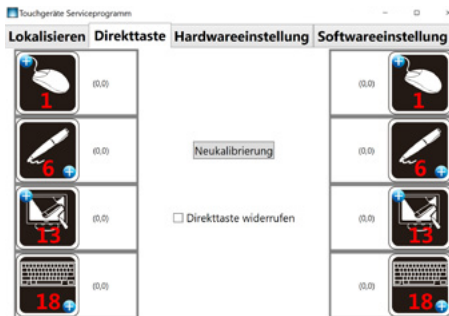 Touchgeräte Serviceprogramm
Lokalisieren Direkttaste Hardwareeinstellung Softwareeinstellung
1 (0,0) (0,0) 1
6 (0,0) Neukalibrierung (0,0) 6
13 (0,0) Direkttaste widerrufen (0,0) 13
18 (0,0) (0,0) 18